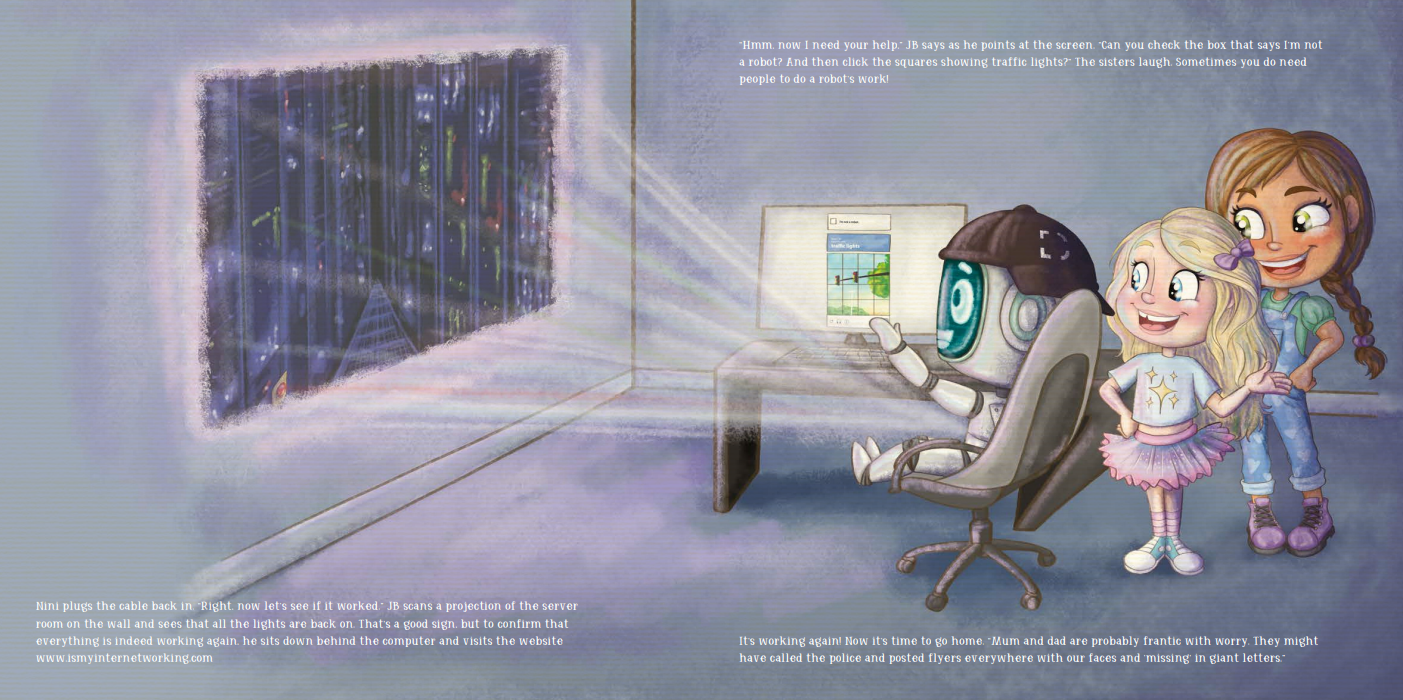 "Hmm, now I need your help." JB says as he points at the screen. "Can you check the box that says I'm not
a robot? And then click the squares showing traffic lights?" The sisters laugh. Sometimes you do need
people to do a robot's work!
traffic lights
Nini plugs the cable back in. "Right, now let's see if it worked." JB scans a projection of the server
room on the wall and sees that all the lights are back on. That's a good sign, but to confirm that
everything is indeed working again, he sits down behind the computer and visits the website
www.ismyinternetworking.com
It's working again! Now it's time to go home. "Mum and dad are probably frantic with worry. They might
have called the police and posted flyers everywhere with our faces and 'missing' in giant letters."